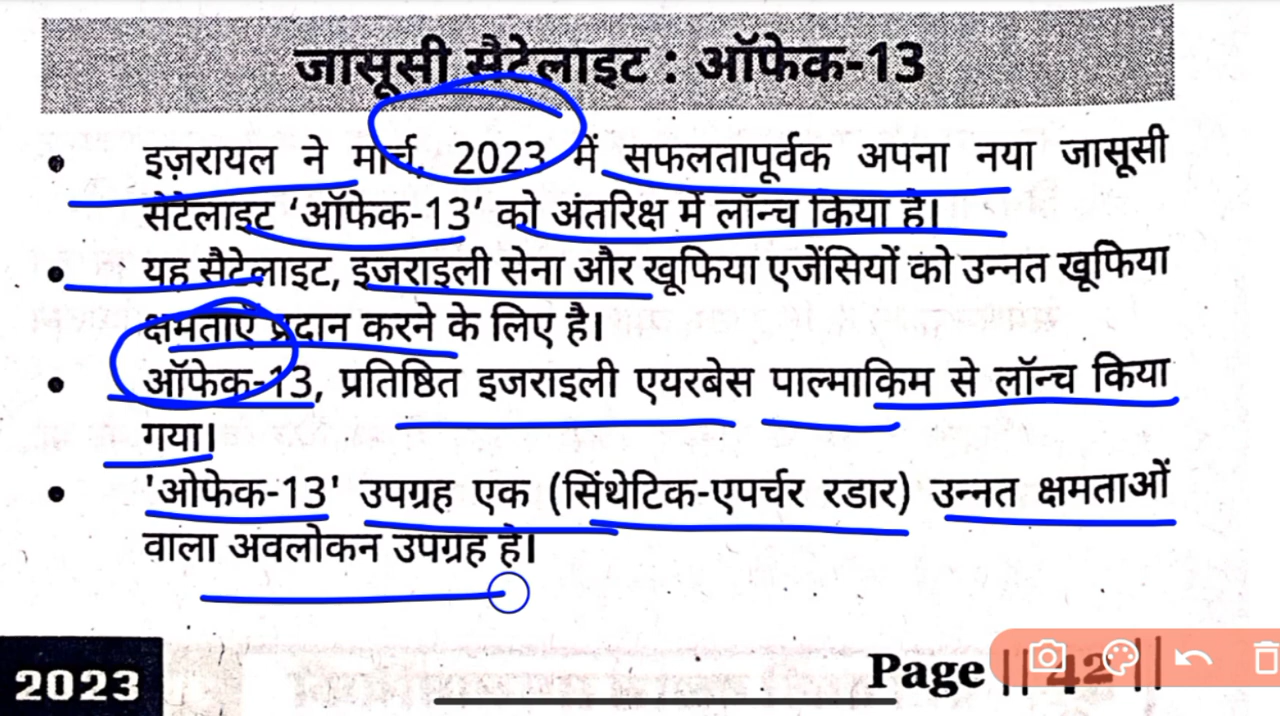 जासूसी सैटेलाइट : ऑफेक-13
• इज़रायल ने मार्च, 2023 में सफलतापूर्वक अपना नया जासूसी
सेटेलाइट ‘ऑफेक-13’ को अंतरिक्ष में लॉन्च किया है।
• यह सैटेलाइट, इजराइली सेना और खूफिया एजेंसियों को उन्नत खूफिया
क्षमताएं प्रदान करने के लिए है।
• ऑफेक-13, प्रतिष्ठित इजराइली एयरबेस पाल्माकिम से लॉन्च किया
गया।
• 'ओफेक-13' उपग्रह एक (सिंथेटिक-एपर्चर रडार) उन्नत क्षमताओं
वाला अवलोकन उपग्रह है।
2023 Page || 42 ||